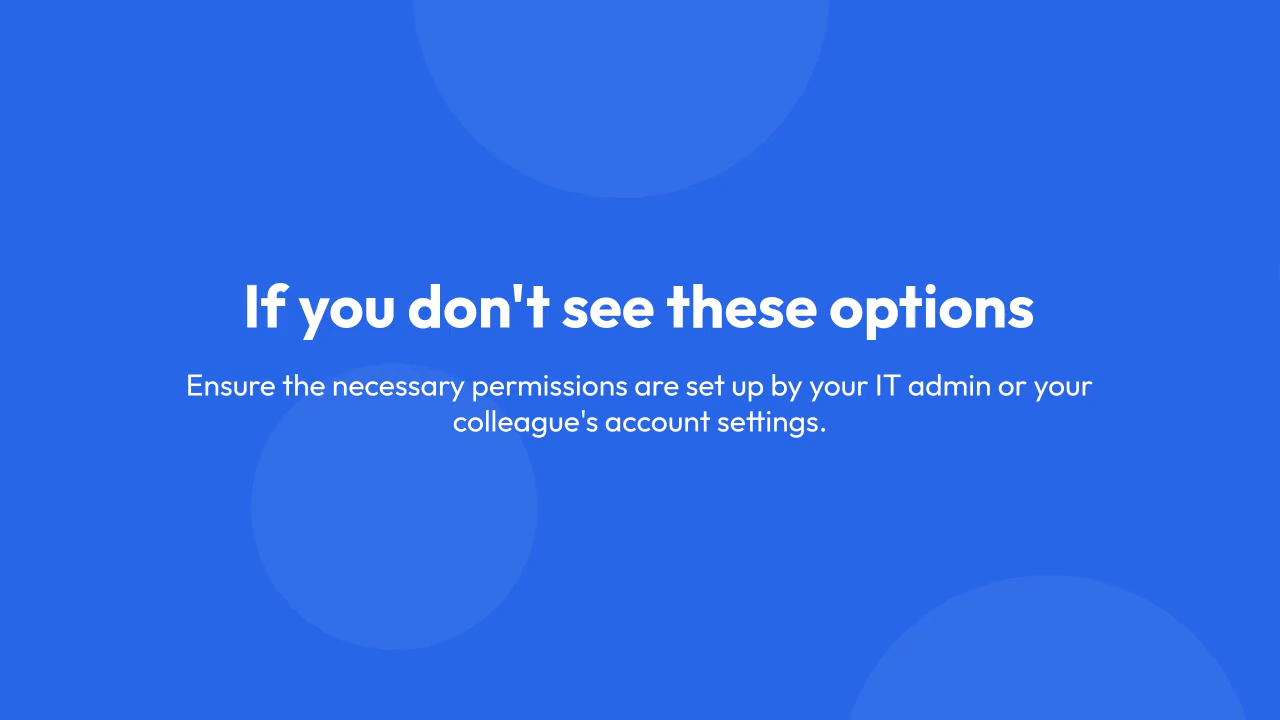 If you don't see these options
Ensure the necessary permissions are set up by your IT admin or your
colleague's account settings.